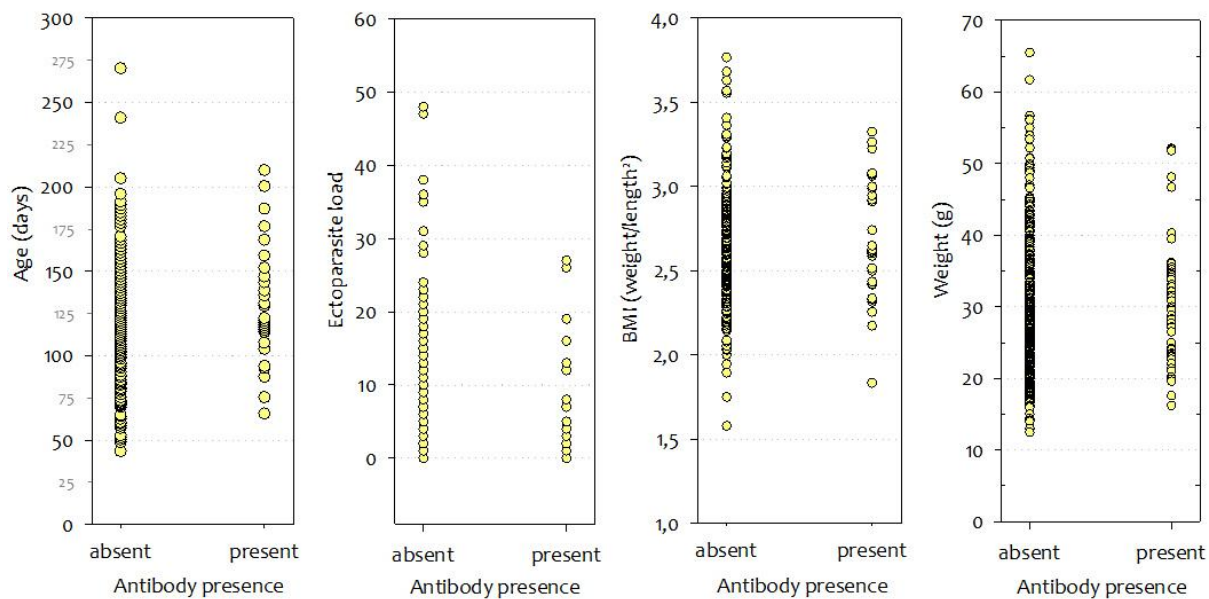 Age (days)
300
275
250
200
150
125
100
75
50
25
0
absent present
Antibody presence
Ectoparasite load
60
50
40
30
20
10
0
absent present
Antibody presence
BMI (weight/length²)
4,0
3,5
3,0
2,5
2,0
1,5
1,0
absent present
Antibody presence
Weight (g)
70
60
50
40
30
20
10
0
absent present
Antibody presence